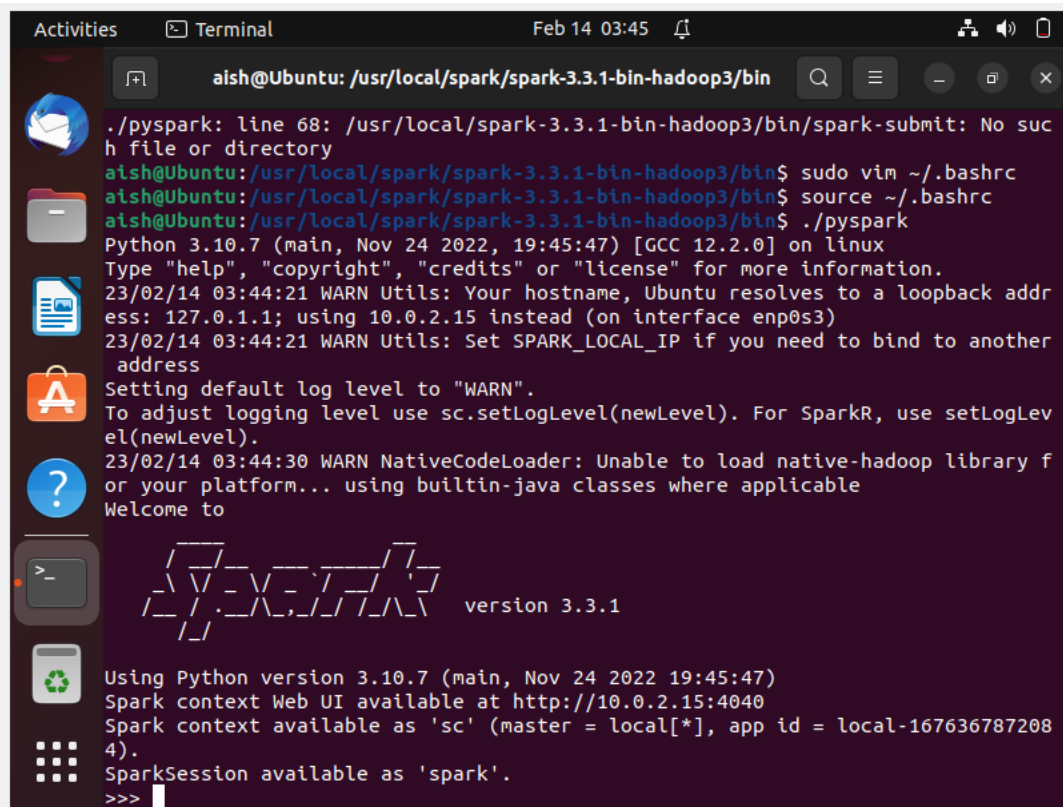 Activities Terminal Feb 14 03:45
aish@Ubuntu: /usr/local/spark/spark-3.3.1-bin-hadoop3/bin
./pyspark: line 68: /usr/local/spark-3.3.1-bin-hadoop3/bin/spark-submit: No suc
h file or directory
aish@Ubuntu:/usr/local/spark/spark-3.3.1-bin-hadoop3/bin$ sudo vim ~/.bashrc
aish@Ubuntu:/usr/local/spark/spark-3.3.1-bin-hadoop3/bin$ source ~/.bashrc
aish@Ubuntu:/usr/local/spark/spark-3.3.1-bin-hadoop3/bin$ ./pyspark
Python 3.10.7 (main, Nov 24 2022, 19:45:47) [GCC 12.2.0] on linux
Type "help", "copyright", "credits" or "license" for more information.
23/02/14 03:44:21 WARN Utils: Your hostname, Ubuntu resolves to a loopback addr
ess: 127.0.1.1; using 10.0.2.15 instead (on interface enp0s3)
23/02/14 03:44:21 WARN Utils: Set SPARK_LOCAL_IP if you need to bind to another
 address
Setting default log level to "WARN".
To adjust logging level use sc.setLogLevel(newLevel). For SparkR, use setLogLev
el(newLevel).
23/02/14 03:44:30 WARN NativeCodeLoader: Unable to load native-hadoop library f
or your platform... using builtin-java classes where applicable
Welcome to
Spark version 3.3.1
Using Python version 3.10.7 (main, Nov 24 2022 19:45:47)
Spark context Web UI available at http://10.0.2.15:4040
Spark context available as 'sc' (master = local[*], app id = local-167636787208
4).
SparkSession available as 'spark'.
>>>